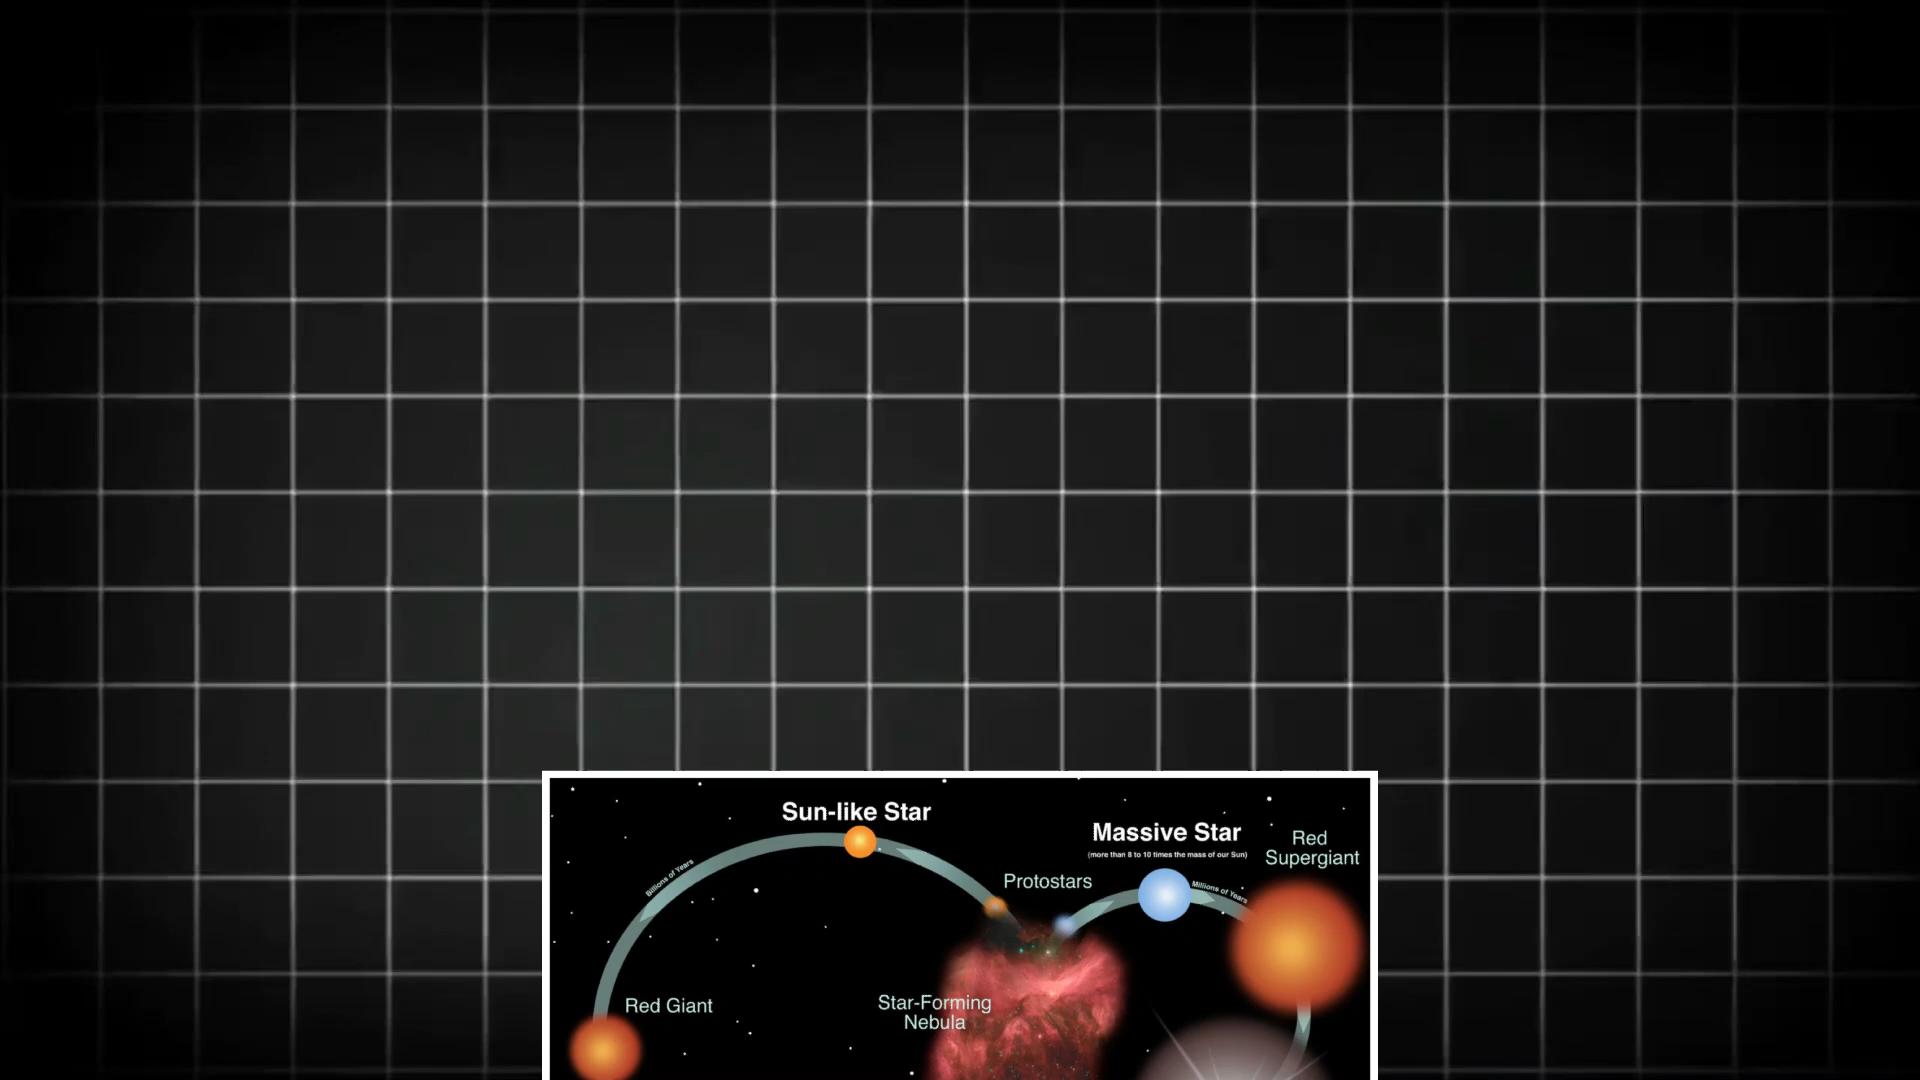 Sun-like Star
Massive Star
(more than 8 to 10 times the mass of our Sun)
Red
Supergiant
Billions of Years
Protostars
Millions of Years
Red Giant
Star-Forming
Nebula